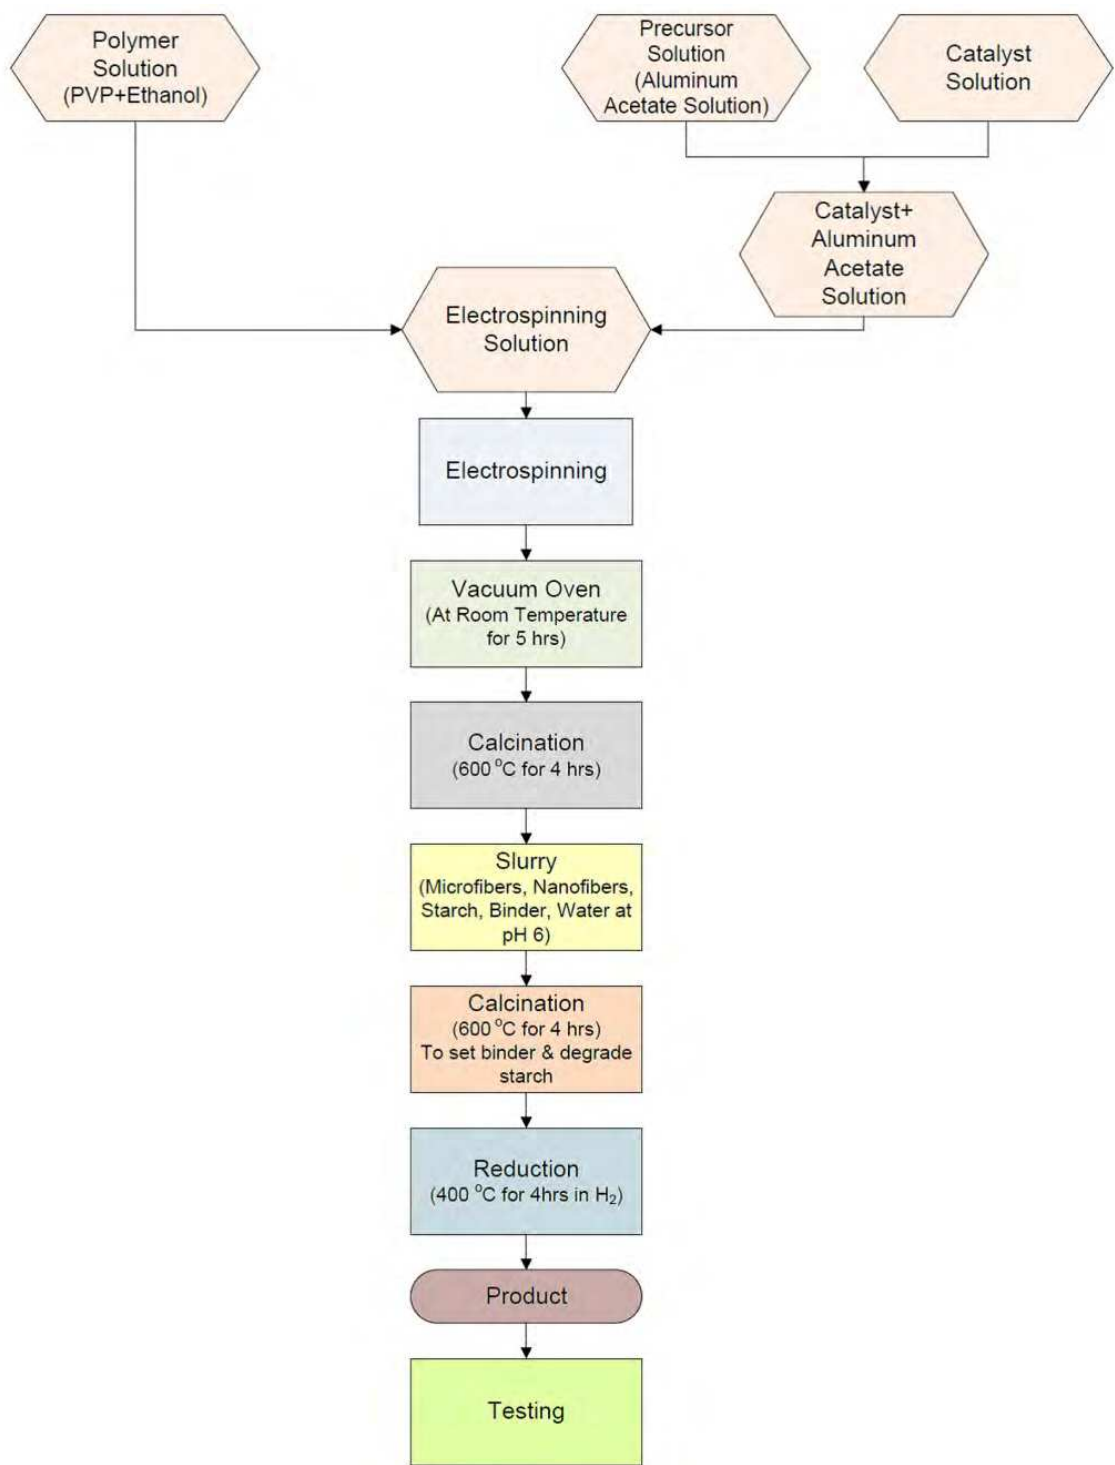 Polymer
Solution
(PVP+Ethanol)
Precursor
Solution
(Aluminum
Acetate Solution)
Catalyst
Solution
Catalyst+
Aluminum
Acetate
Solution
Electrospinning
Solution
Electrospinning
Vacuum Oven
(At Room Temperature
for 5 hrs)
Calcination
(600 °C for 4 hrs)
Slurry
(Microfibers, Nanofibers,
Starch, Binder, Water at
pH 6)
Calcination
(600 °C for 4 hrs)
To set binder & degrade
starch
Reduction
(400 °C for 4hrs in H₂)
Product
Testing